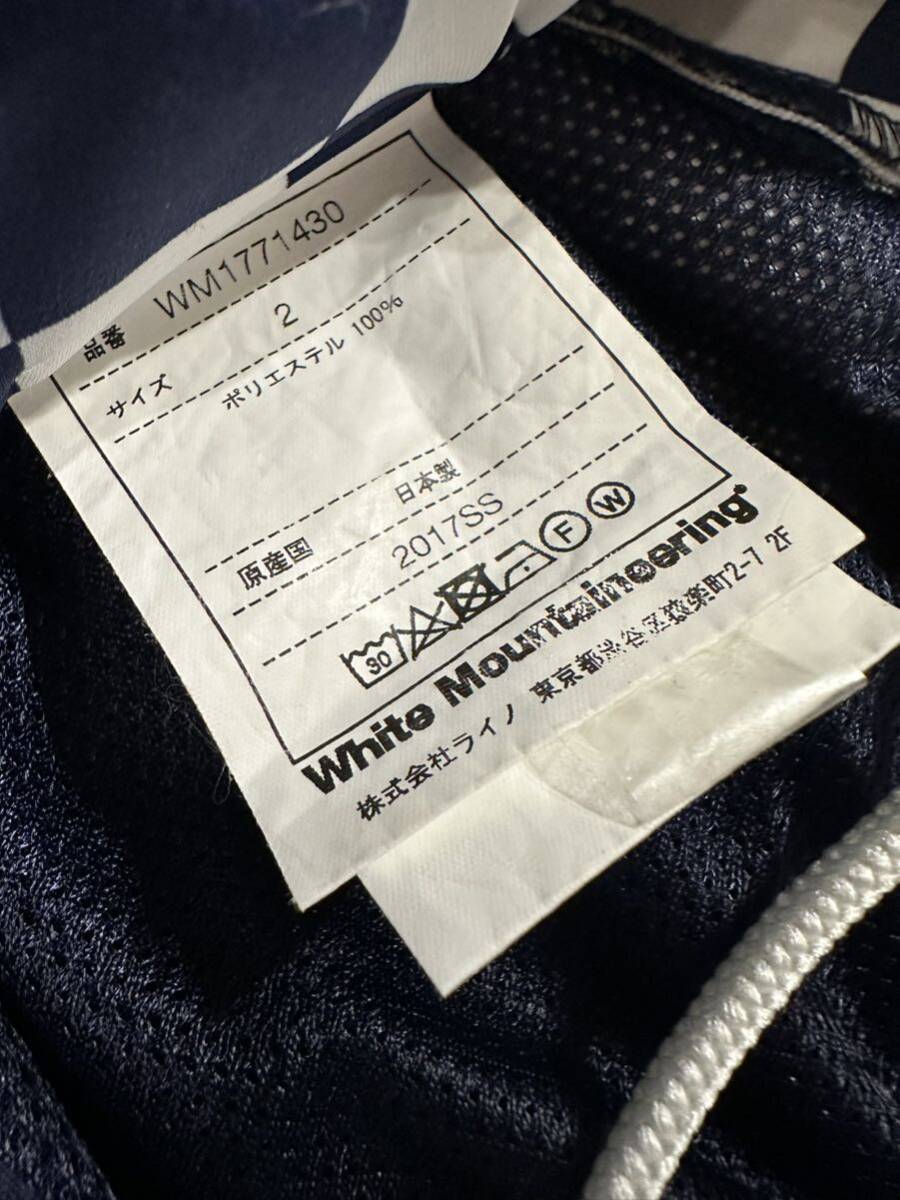 品番 WM1771430
サイズ 2
ポリエステル 100%
原産国 日本製
2017SS
30 F W
White Mountaineering®
株式会社ライノ 東京都渋谷区猿楽町2-7 2F